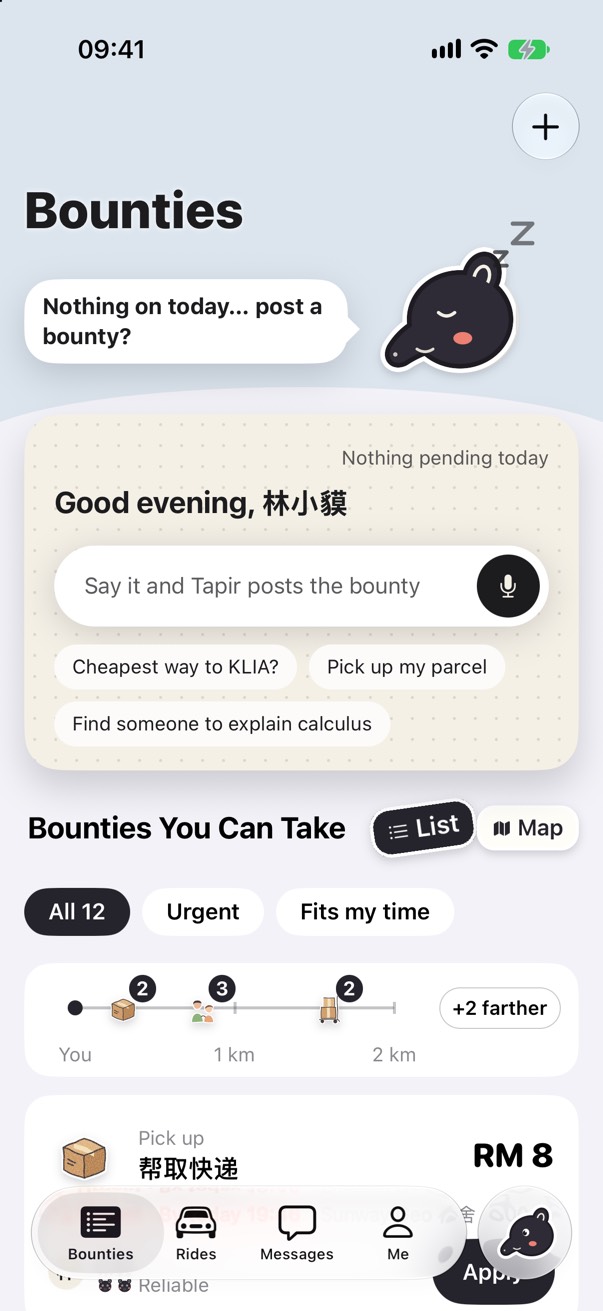 09:41
Bounties
Z
Z
Nothing on today... post a
bounty?
Nothing pending today
Good evening, 林小貘
Say it and Tapir posts the bounty
Cheapest way to KLIA?
Pick up my parcel
Find someone to explain calculus
Bounties You Can Take
List
Map
All 12
Urgent
Fits my time
2
3
2
+2 farther
You
1 km
2 km
Pick up
帮取快递
RM 8
Bounties
Rides
Messages
Me
Reliable
Apply